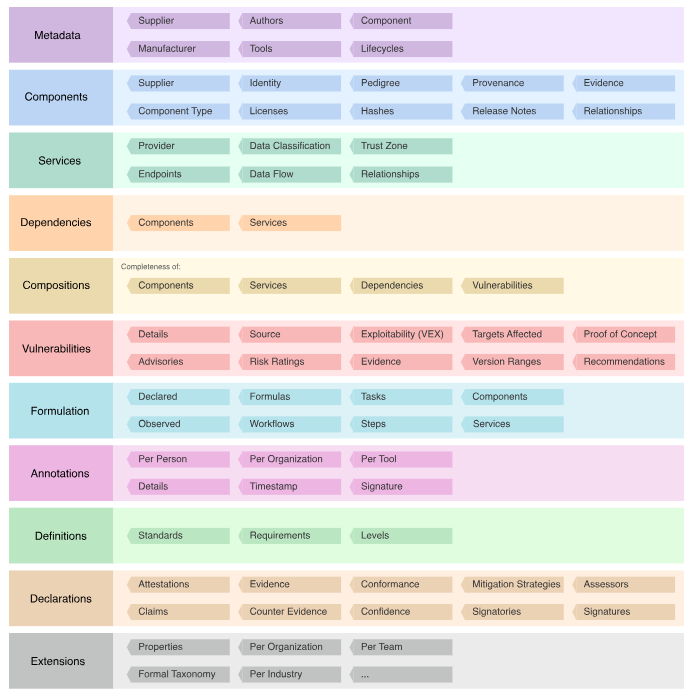 Metadata
Supplier
Authors
Component
Manufacturer
Tools
Lifecycles
Components
Supplier
Identity
Pedigree
Provenance
Evidence
Component Type
Licenses
Hashes
Release Notes
Relationships
Services
Provider
Data Classification
Trust Zone
Endpoints
Data Flow
Relationships
Dependencies
Components
Services
Compositions
Completeness of:
Components
Services
Dependencies
Vulnerabilities
Vulnerabilities
Details
Source
Exploitability (VEX)
Targets Affected
Proof of Concept
Advisories
Risk Ratings
Evidence
Version Ranges
Recommendations
Formulation
Declared
Formulas
Tasks
Components
Observed
Workflows
Steps
Services
Annotations
Per Person
Per Organization
Per Tool
Details
Timestamp
Signature
Definitions
Standards
Requirements
Levels
Declarations
Attestations
Evidence
Conformance
Mitigation Strategies
Assessors
Claims
Counter Evidence
Confidence
Signatories
Signatures
Extensions
Properties
Per Organization
Per Team
Formal Taxonomy
Per Industry
...